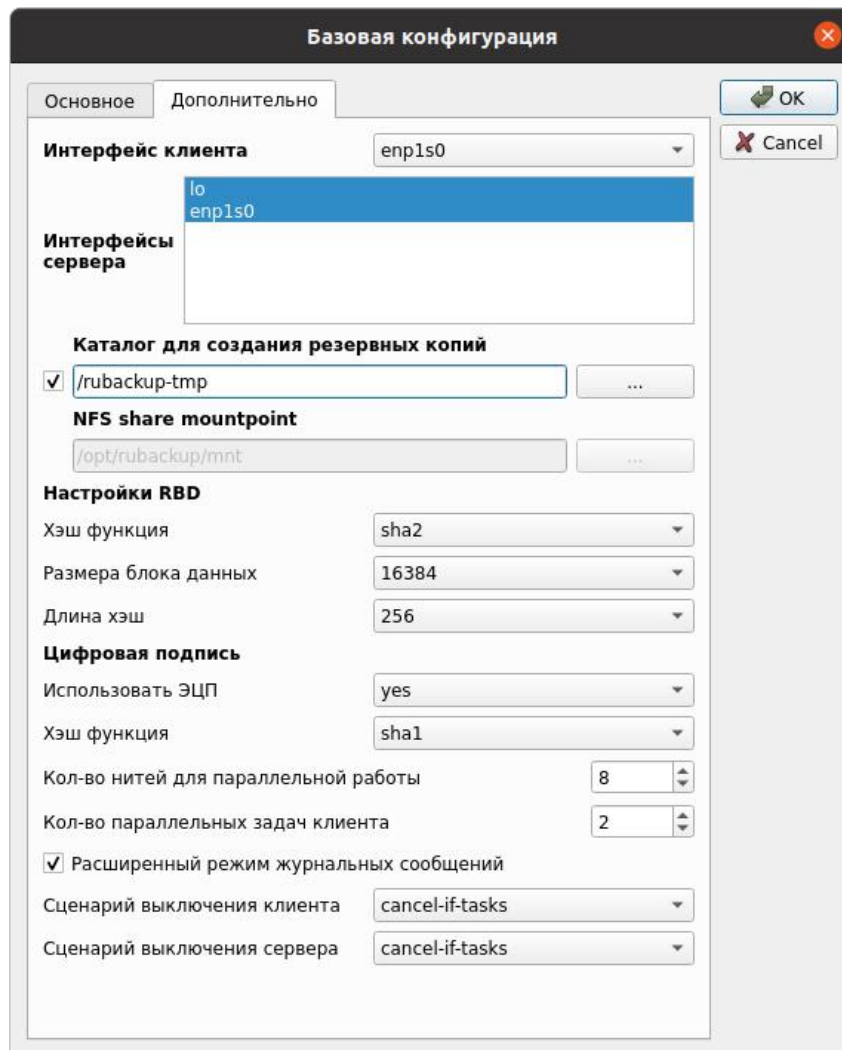 Базовая конфигурация
Основное
Дополнительно
OK
Cancel
Интерфейс клиента
enp1s0
Интерфейсы
сервера
lo
enp1s0
Каталог для создания резервных копий
/rubackup-tmp
...
NFS share mountpoint
/opt/rubackup/mnt
...
Настройки RBD
Хэш функция
sha2
Размера блока данных
16384
Длина хэш
256
Цифровая подпись
Использовать ЭЦП
yes
Хэш функция
sha1
Кол-во нитей для параллельной работы
8
Кол-во параллельных задач клиента
2
Расширенный режим журнальных сообщений
Сценарий выключения клиента
cancel-if-tasks
Сценарий выключения сервера
cancel-if-tasks